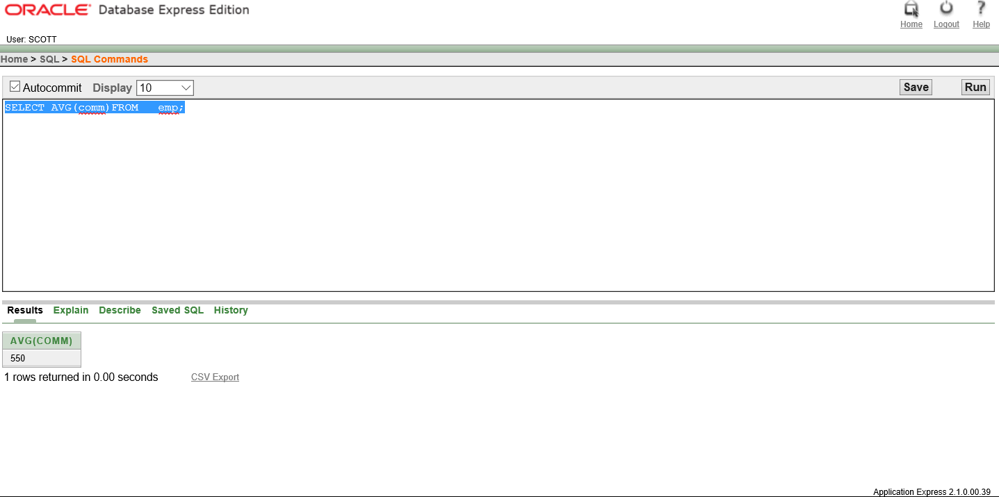 ORACLE® Database Express Edition
Home Logout Help
User: SCOTT
Home > SQL > SQL Commands
Autocommit Display 10 Save Run
SELECT AVG(comm)FROM   emp;
Results Explain Describe Saved SQL History
AVG(COMM)
550
1 rows returned in 0.00 seconds CSV Export
Application Express 2.1.0.00.39